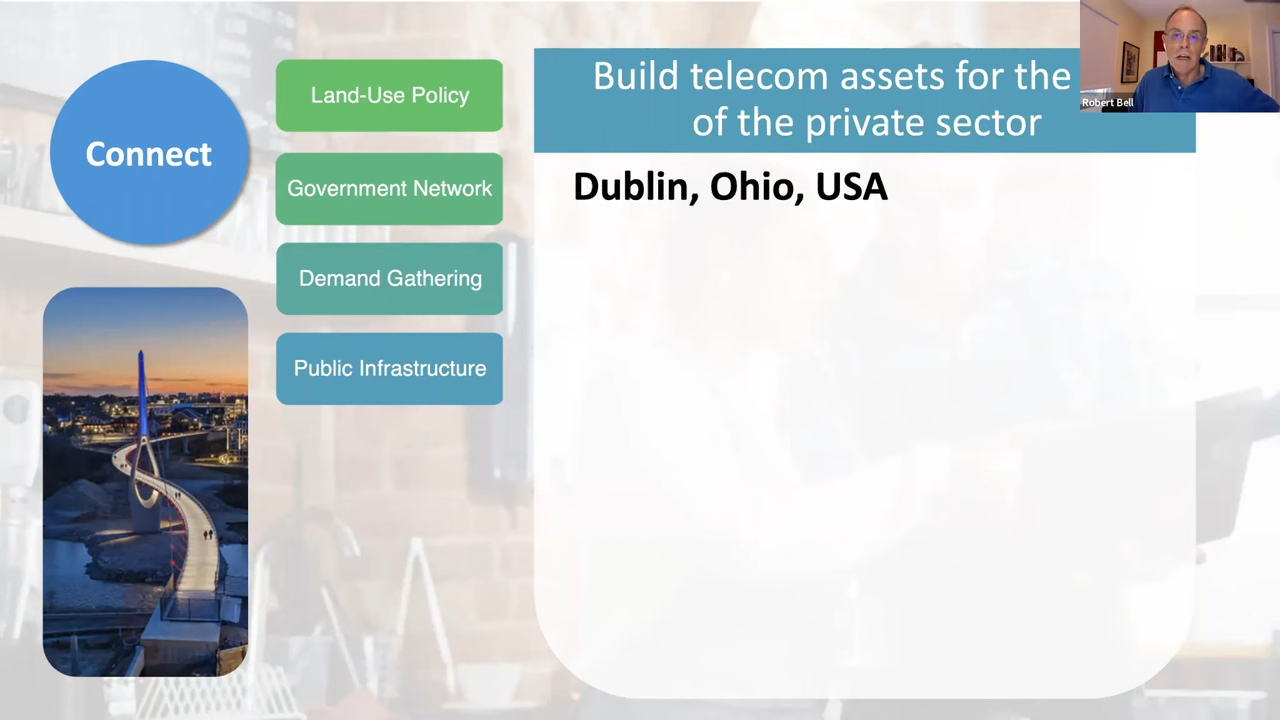 Connect
Land-Use Policy
Government Network
Demand Gathering
Public Infrastructure
Build telecom assets for the
of the private sector
Dublin, Ohio, USA
Robert Bell